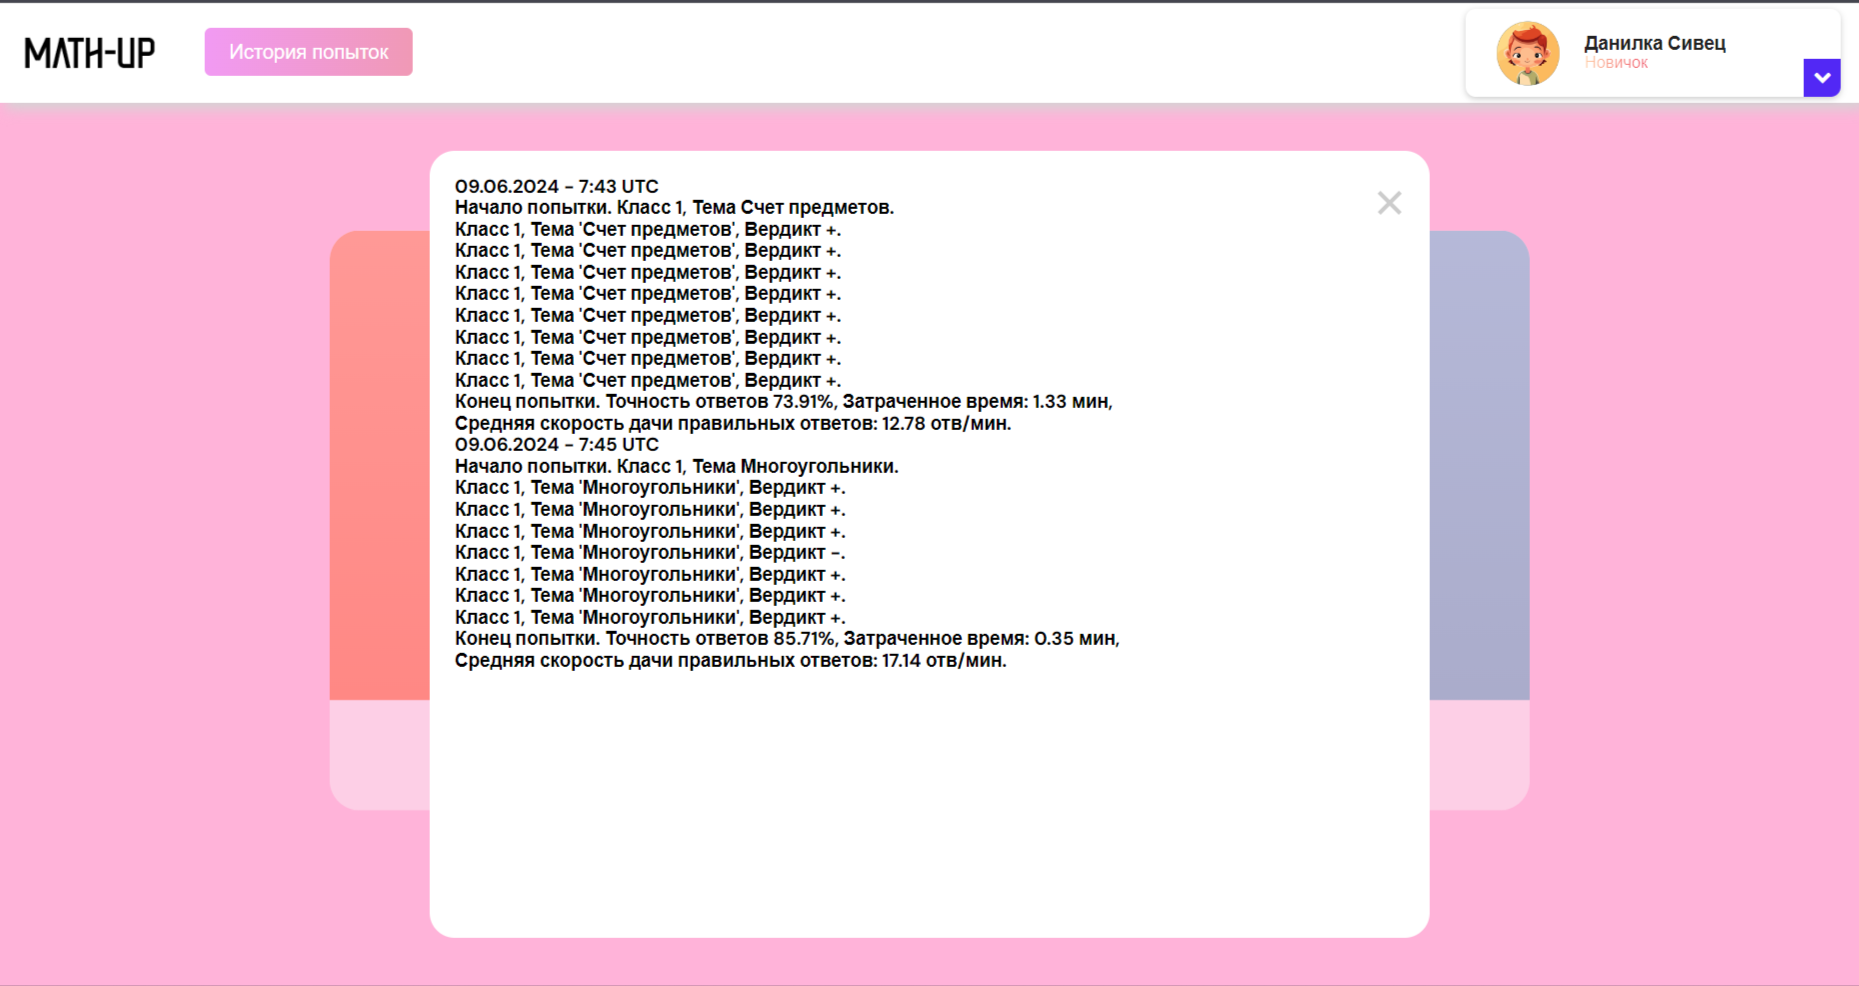 MATH-UP
История попыток
Данилка Сивец
Новичок
09.06.2024 - 7:43 UTC
Начало попытки. Класс 1, Тема Счет предметов.
Класс 1, Тема 'Счет предметов', Вердикт +.
Класс 1, Тема 'Счет предметов', Вердикт +.
Класс 1, Тема 'Счет предметов', Вердикт +.
Класс 1, Тема 'Счет предметов', Вердикт +.
Класс 1, Тема 'Счет предметов', Вердикт +.
Класс 1, Тема 'Счет предметов', Вердикт +.
Класс 1, Тема 'Счет предметов', Вердикт +.
Класс 1, Тема 'Счет предметов', Вердикт +.
Конец попытки. Точность ответов 73.91%, Затраченное время: 1.33 мин,
Средняя скорость дачи правильных ответов: 12.78 отв/мин.
09.06.2024 - 7:45 UTC
Начало попытки. Класс 1, Тема Многоугольники.
Класс 1, Тема 'Многоугольники', Вердикт +.
Класс 1, Тема 'Многоугольники', Вердикт +.
Класс 1, Тема 'Многоугольники', Вердикт +.
Класс 1, Тема 'Многоугольники', Вердикт -.
Класс 1, Тема 'Многоугольники', Вердикт +.
Класс 1, Тема 'Многоугольники', Вердикт +.
Класс 1, Тема 'Многоугольники', Вердикт +.
Конец попытки. Точность ответов 85.71%, Затраченное время: 0.35 мин,
Средняя скорость дачи правильных ответов: 17.14 отв/мин.